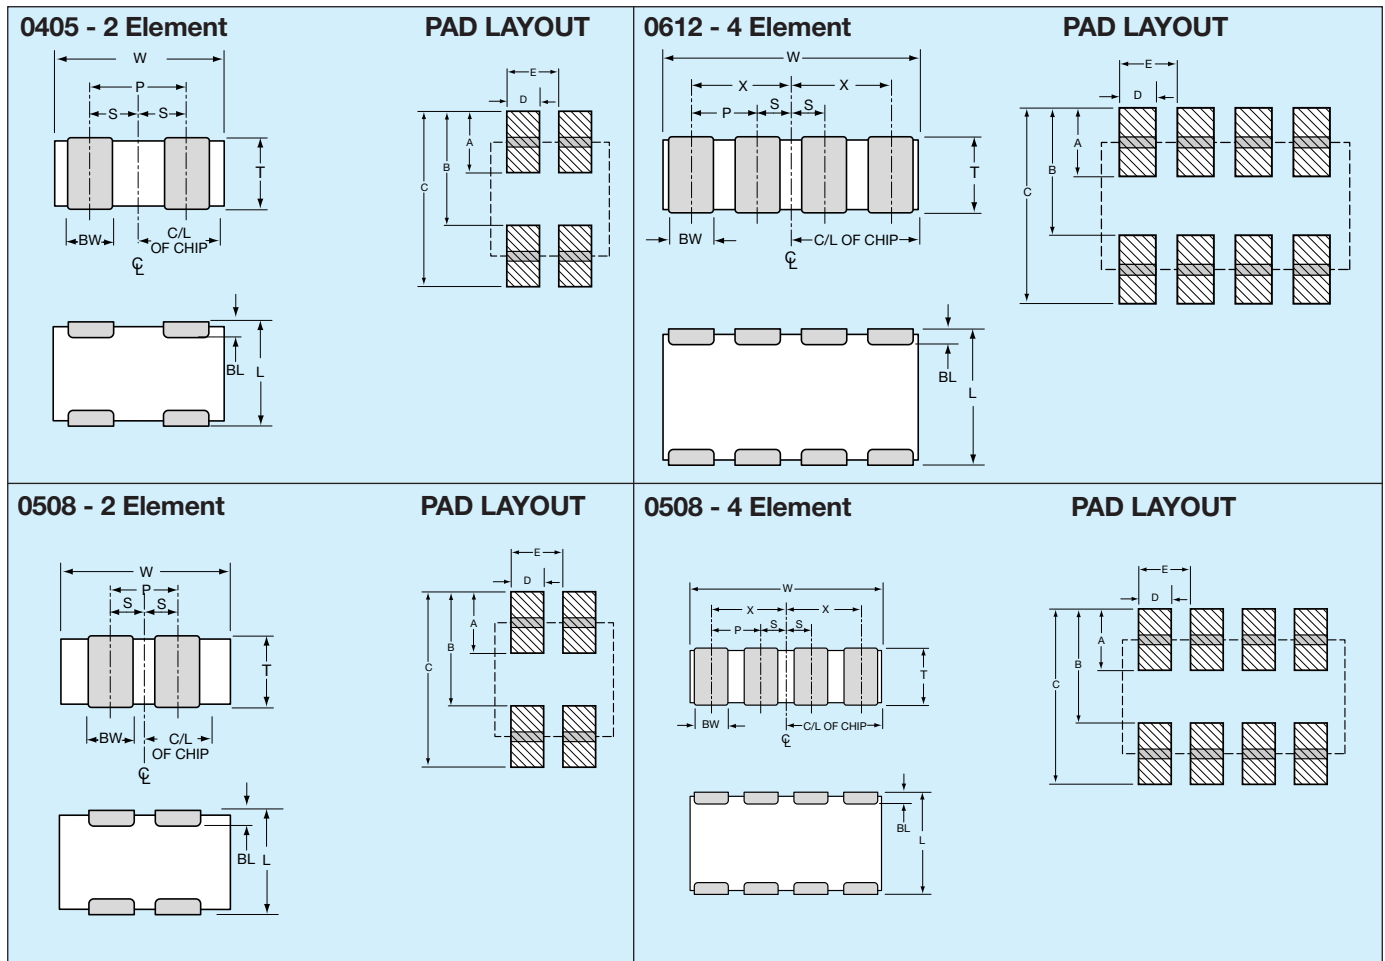 0405 - 2 Element
PAD LAYOUT
W
P
S
S
T
BW
C/L
OF CHIP
℄
BL
L
E
D
A
B
C
0612 - 4 Element
PAD LAYOUT
W
X
X
P
S
S
T
BW
C/L OF CHIP
℄
BL
L
E
D
A
B
C
0508 - 2 Element
PAD LAYOUT
W
P
S
S
T
BW
C/L
OF CHIP
℄
BL
L
E
D
A
B
C
0508 - 4 Element
PAD LAYOUT
W
X
X
P
S
S
T
BW
C/L OF CHIP
℄
BL
L
E
D
A
B
C